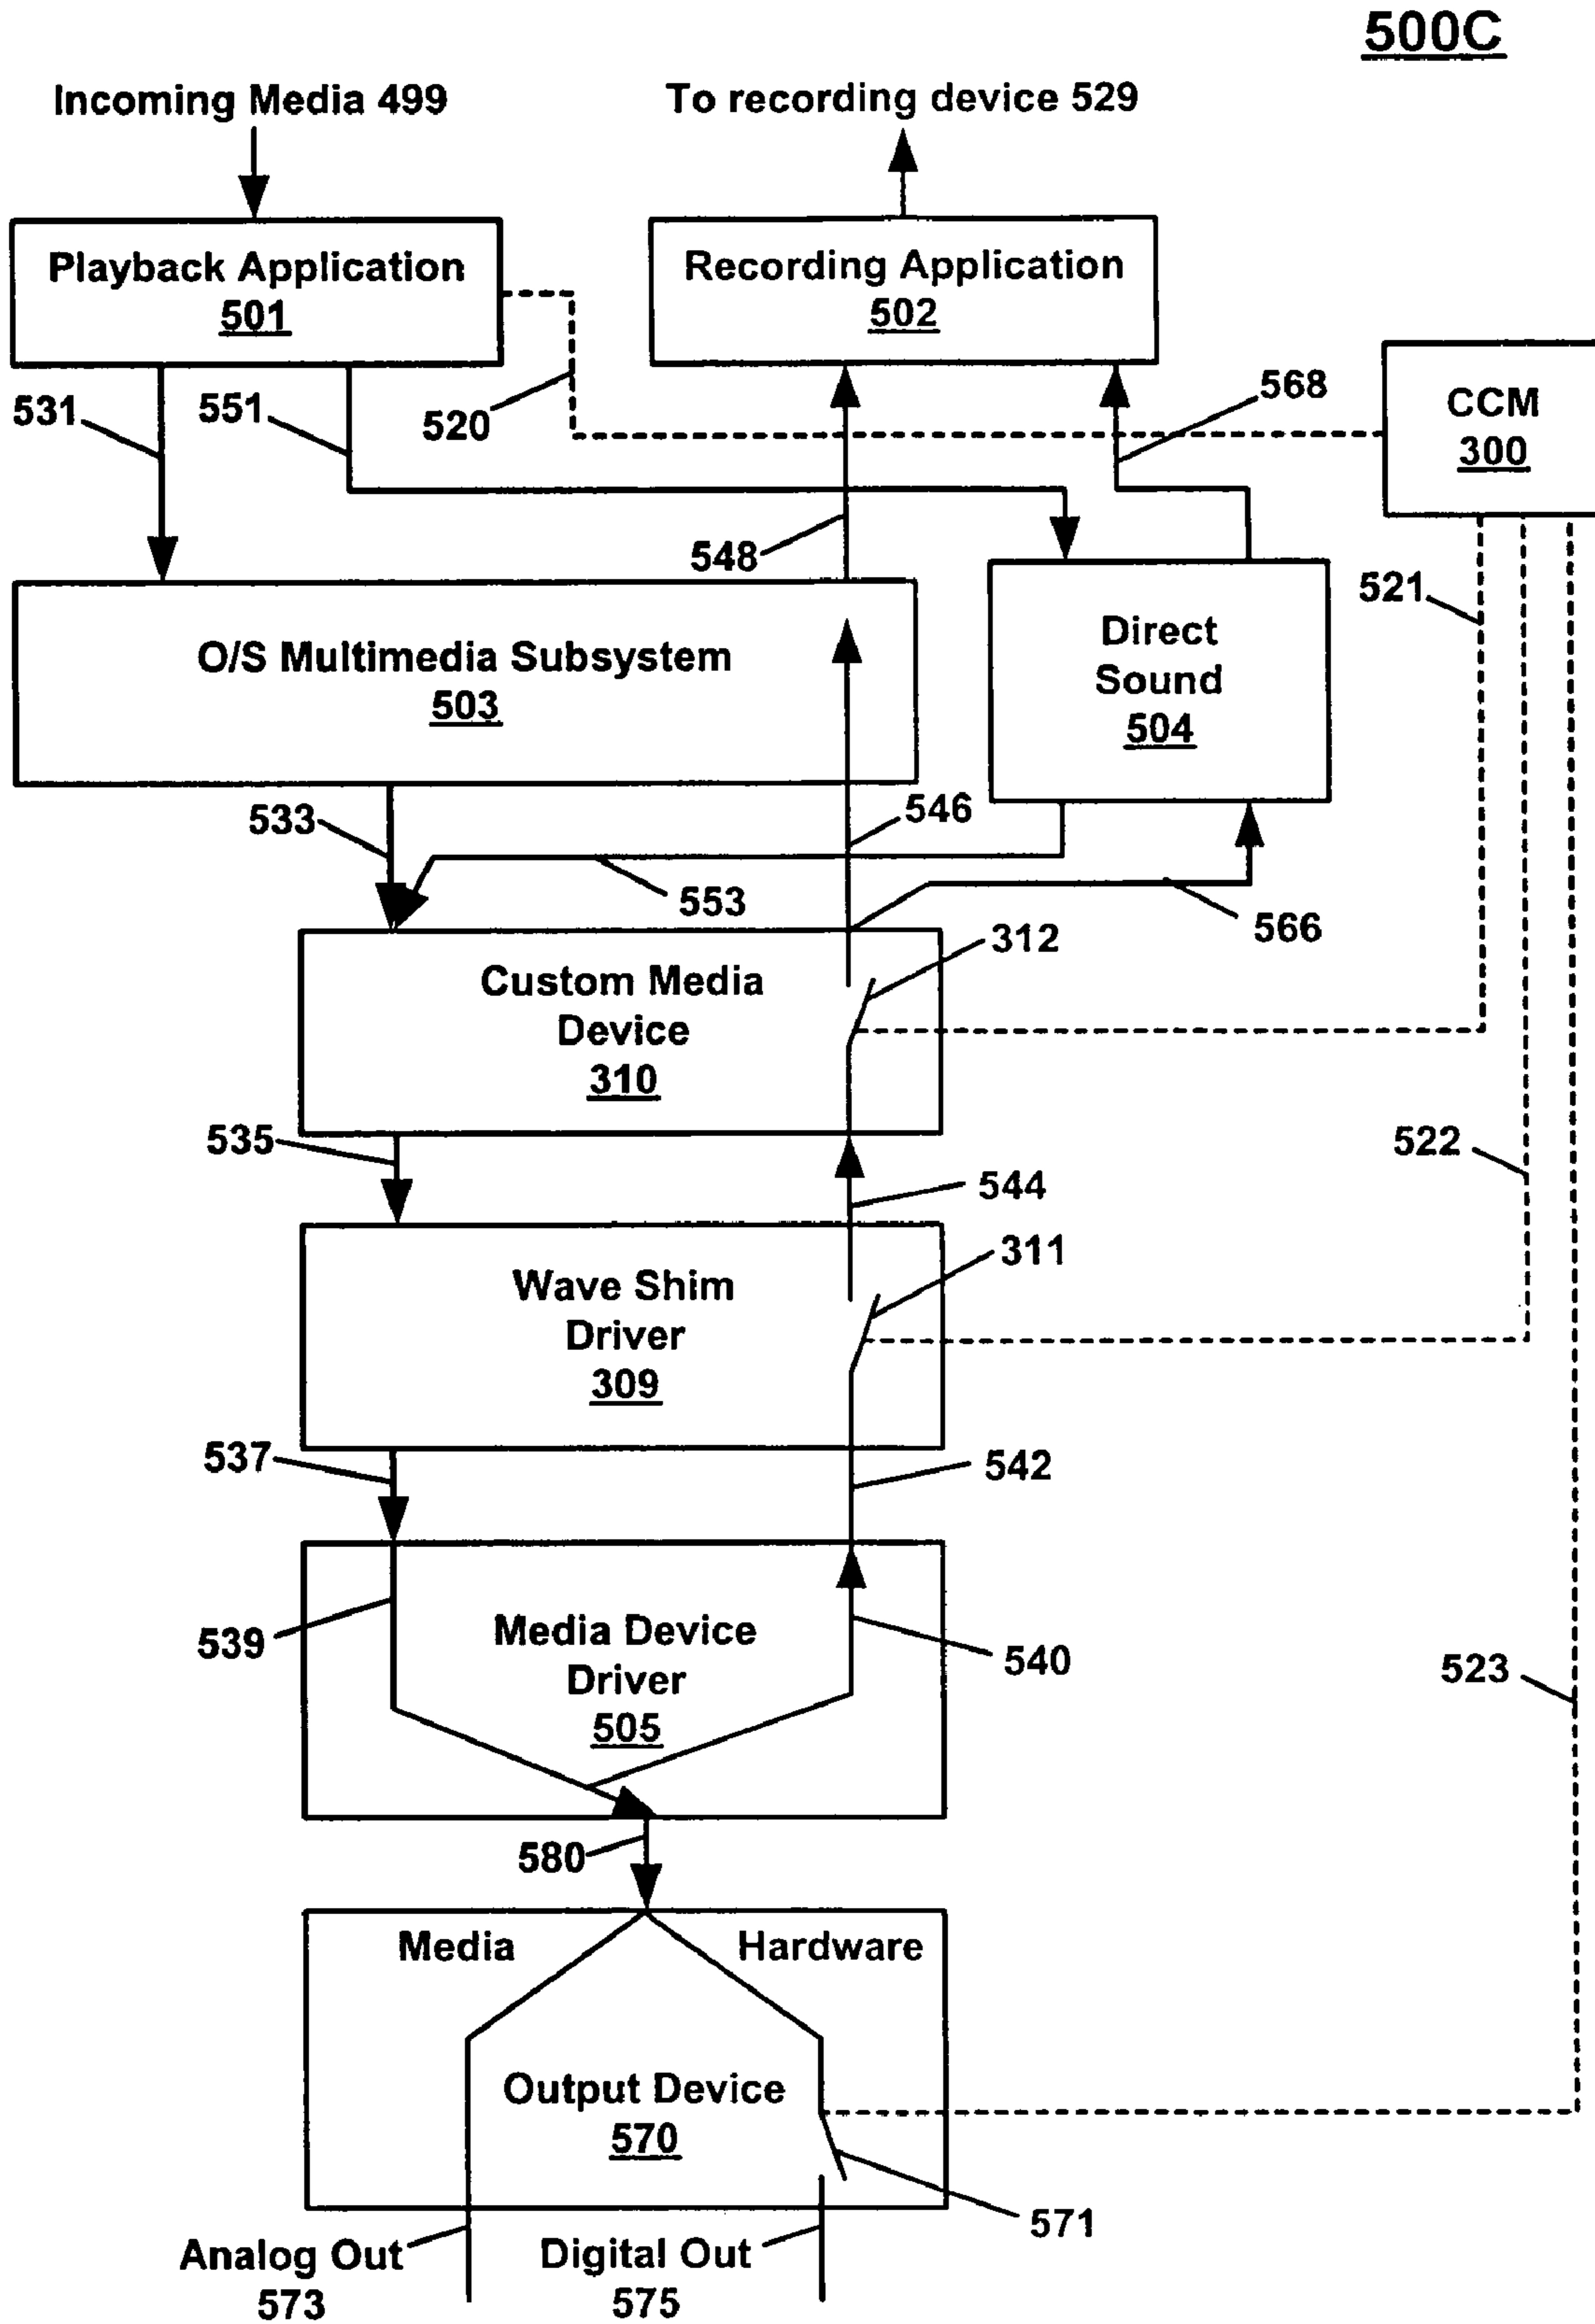 500C
Incoming Media 499
To recording device 529
Playback Application
501
Recording Application
502
531
551
520
568
CCM
300
548
521
O/S Multimedia Subsystem
503
Direct
Sound
504
533
546
553
566
312
Custom Media
Device
310
535
522
544
311
Wave Shim
Driver
309
537
542
539
Media Device
Driver
505
540
523
580
Media
Hardware
Output Device
570
571
Analog Out
573
Digital Out
575